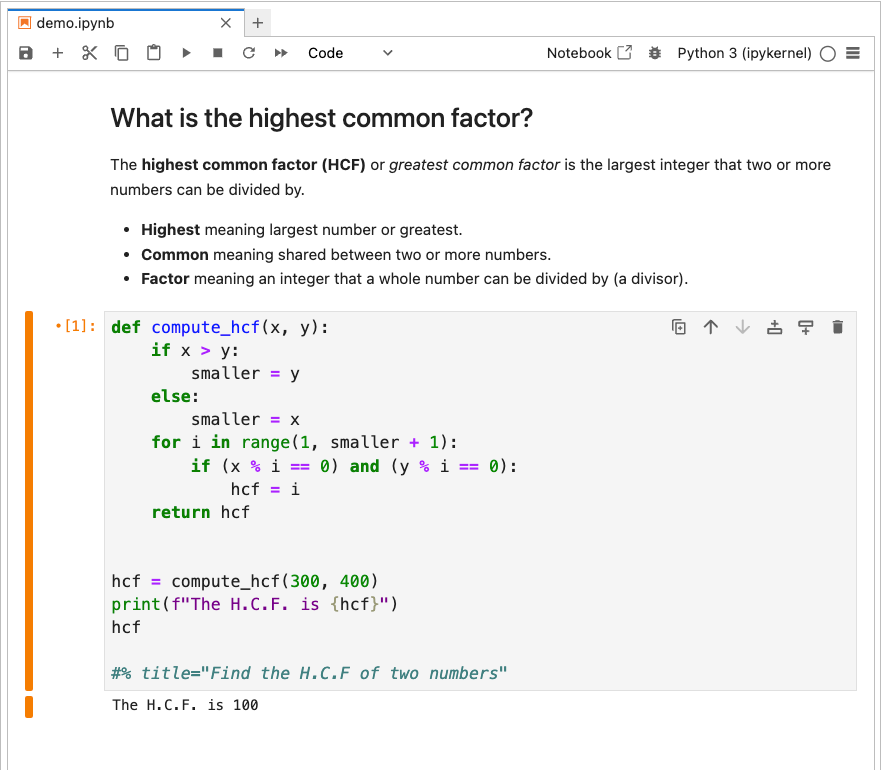 demo.ipynb
Code Notebook Python 3 (ipykernel)
What is the highest common factor?
The highest common factor (HCF) or greatest common factor is the largest integer that two or more
numbers can be divided by.
• Highest meaning largest number or greatest.
• Common meaning shared between two or more numbers.
• Factor meaning an integer that a whole number can be divided by (a divisor).
•[1]: def compute_hcf(x, y):
    if x > y:
        smaller = y
    else:
        smaller = x
    for i in range(1, smaller + 1):
        if (x % i == 0) and (y % i == 0):
            hcf = i
    return hcf
hcf = compute_hcf(300, 400)
print(f"The H.C.F. is {hcf}")
hcf
#% title="Find the H.C.F of two numbers"
The H.C.F. is 100